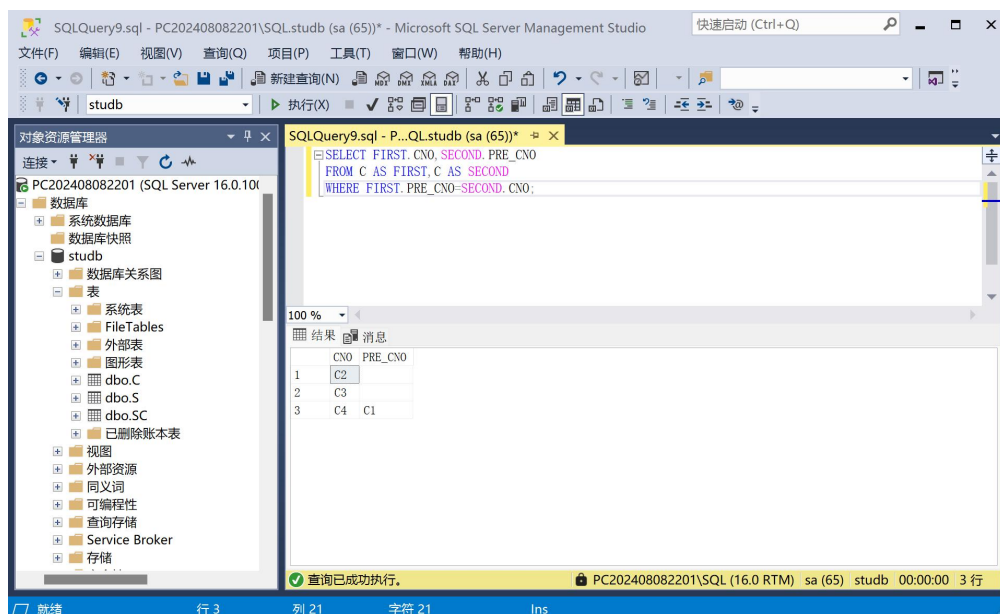 SQLQuery9.sql - PC202408082201\SQL.studb (sa (65))* - Microsoft SQL Server Management Studio
快速启动 (Ctrl+Q)
文件(F) 编辑(E) 视图(V) 查询(Q) 项目(P) 工具(T) 窗口(W) 帮助(H)
新建查询(N) MDX DMX XMLA DAX
studb 执行(X)
对象资源管理器
SQLQuery9.sql - P...QL.studb (sa (65))*
连接
SELECT FIRST.CNO,SECOND.PRE_CNO
FROM C AS FIRST,C AS SECOND
WHERE FIRST.PRE_CNO=SECOND.CNO;
PC202408082201 (SQL Server 16.0.100
数据库
系统数据库
数据库快照
studb
数据库关系图
表
系统表
FileTables
外部表
图形表
dbo.C
dbo.S
dbo.SC
已删除账本表
视图
外部资源
同义词
可编程性
查询存储
Service Broker
存储
100 %
结果 消息
CNO PRE_CNO
1 C2
2 C3
3 C4 C1
查询已成功执行。 PC202408082201\SQL (16.0 RTM) sa (65) studb 00:00:00 3 行
就绪 行 3 列 21 字符 21 Ins